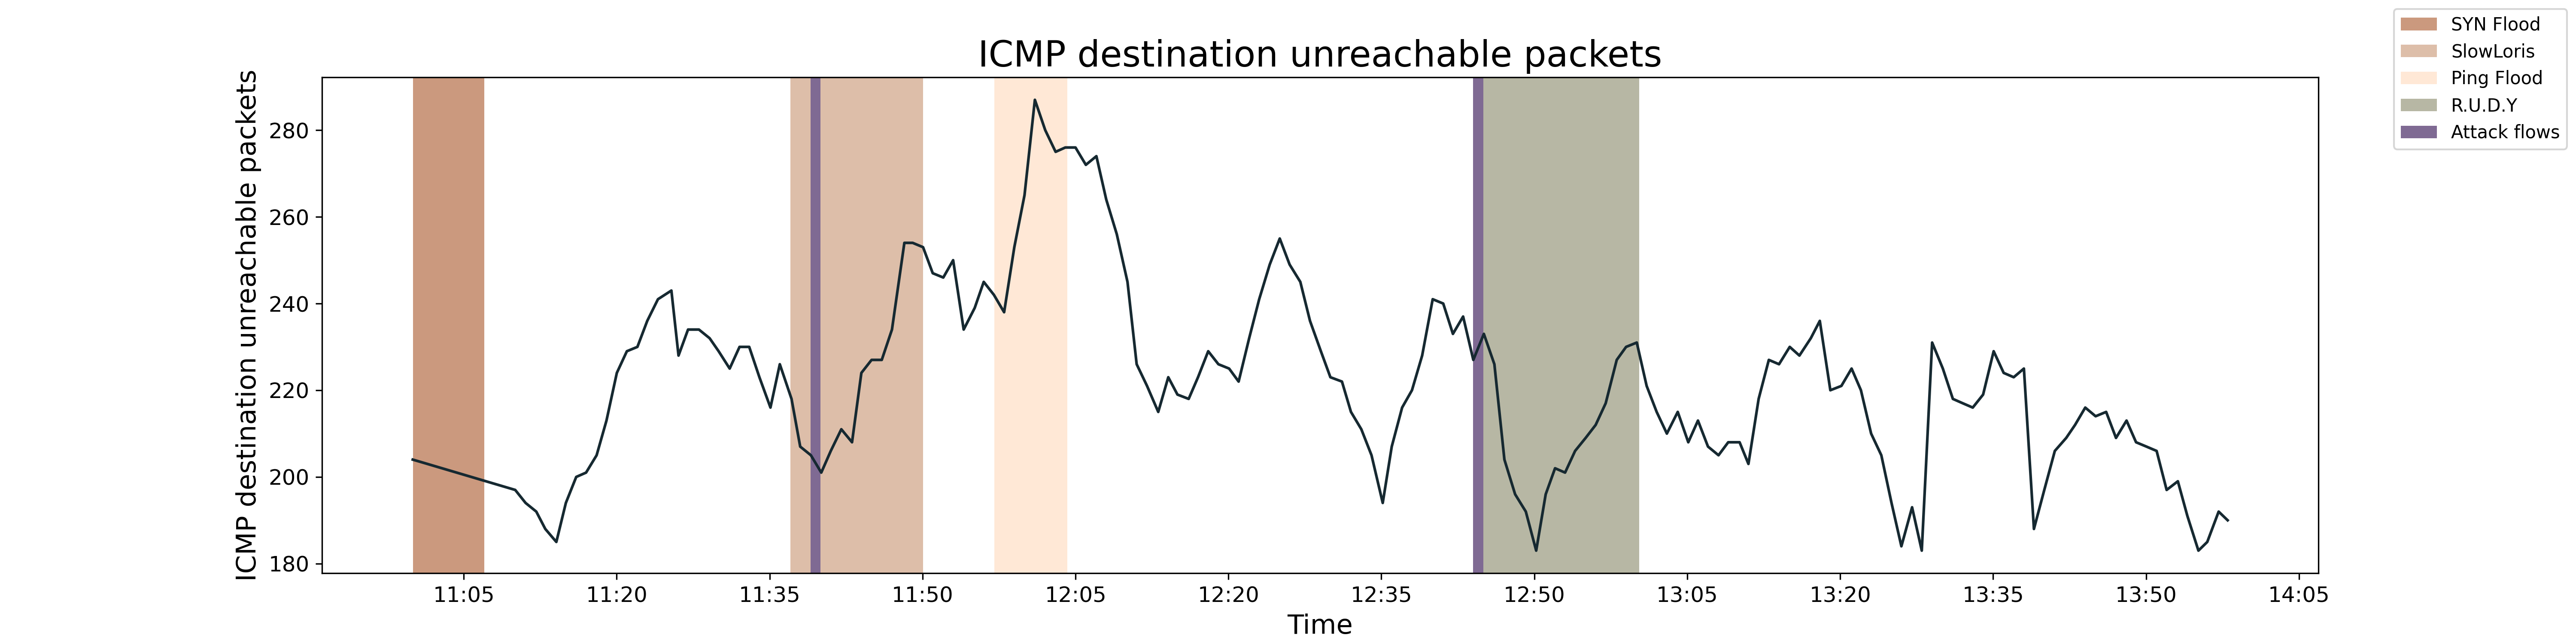 ICMP destination unreachable packets
SYN Flood
SlowLoris
Ping Flood
R.U.D.Y
Attack flows
ICMP destination unreachable packets
280
260
240
220
200
180
11:05 11:20 11:35 11:50 12:05 12:20 12:35 12:50 13:05 13:20 13:35 13:50 14:05
Time